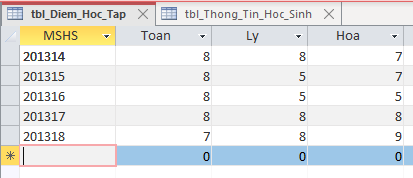 tbl_Diem_Hoc_Tap tbl_Thong_Tin_Hoc_Sinh
MSHS Toan Ly Hoa
201314 8 8 7
201315 8 5 7
201316 8 5 5
201317 8 8 8
201318 7 8 9
* 0 0 0